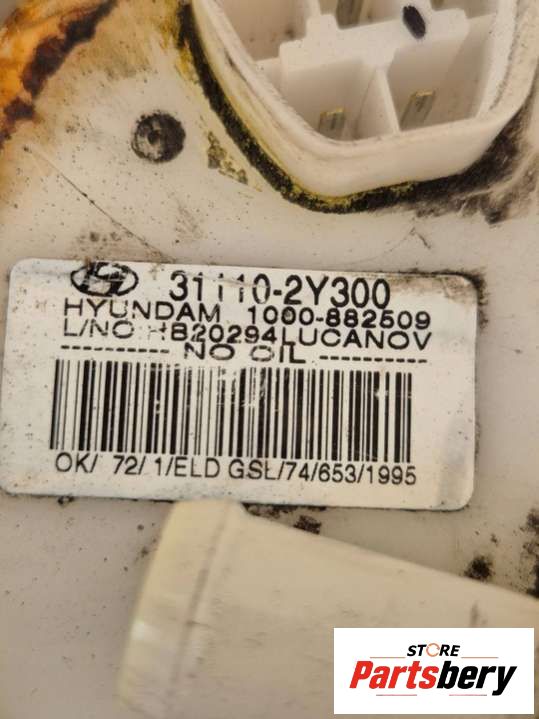 31110-2Y300
HYUNDAM 1000-882509
L/NO HB20294LUCANOV
NO OIL
OK/ 72/ 1/ELD GSL/74/653/1995
STORE
Partsbery